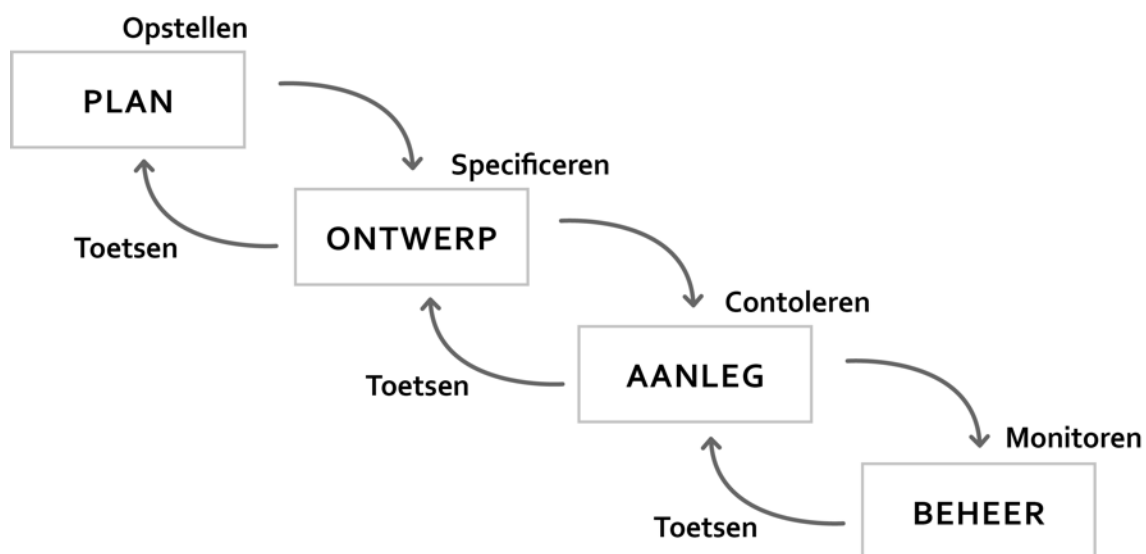 Opstellen
PLAN
Specificeren
Toetsen
ONTWERP
Contoleren
Toetsen
AANLEG
Monitoren
Toetsen
BEHEER